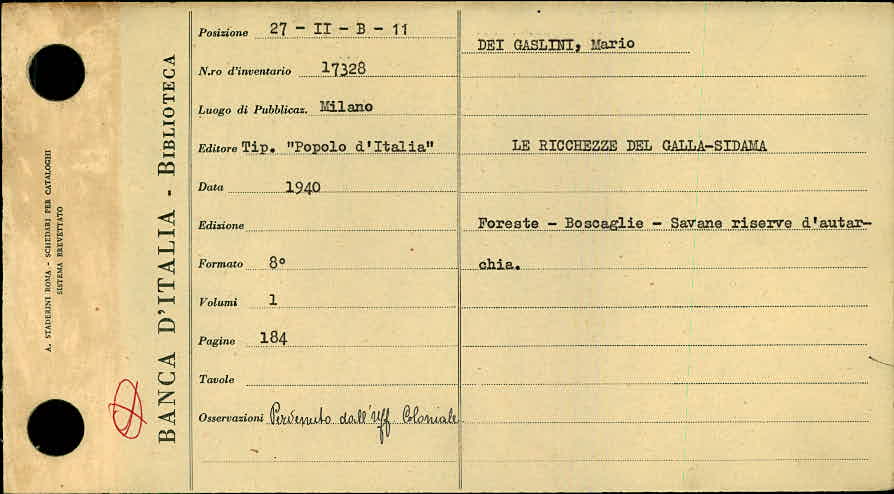 A. STADERINI ROMA - SCHEDARI PER CATALOGHI
SISTEMA BREVETTATO
BANCA D'ITALIA - BIBLIOTECA
Posizione 27 - II - B - 11
N.ro d'inventario 17328
Luogo di Pubblicaz. Milano
Editore Tip. "Popolo d'Italia"
Data 1940
Edizione
Formato 8°
Volumi 1
Pagine 184
Tavole
Osservazioni Pervenuto dall'Uff Coloniale
DEI GASLINI, Mario
LE RICCHEZZE DEL GALLA-SIDAMA
Foreste - Boscaglie - Savane riserve d'autar-
chia.